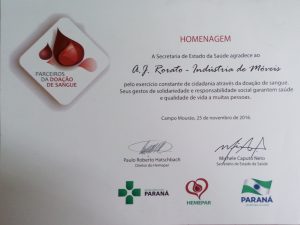 PARCEIROS
DA DOAÇÃO
DE SANGUE
HOMENAGEM
A Secretaria de Estado da Saúde agradece ao
A.J. Rorato - Indústria de Móveis
pelo exercício constante de cidadania através da doação de sangue.
Seus gestos de solidariedade e responsabilidade social garantem saúde
e qualidade de vida a muitas pessoas.
Campo Mourão, 25 de novembro de 2016.
Paulo Roberto Hatschbach
Diretor do Hemepar
Michele Caputo Neto
Secretário de Estado da Saúde
PARANÁ
HEMEPAR
PARANÁ